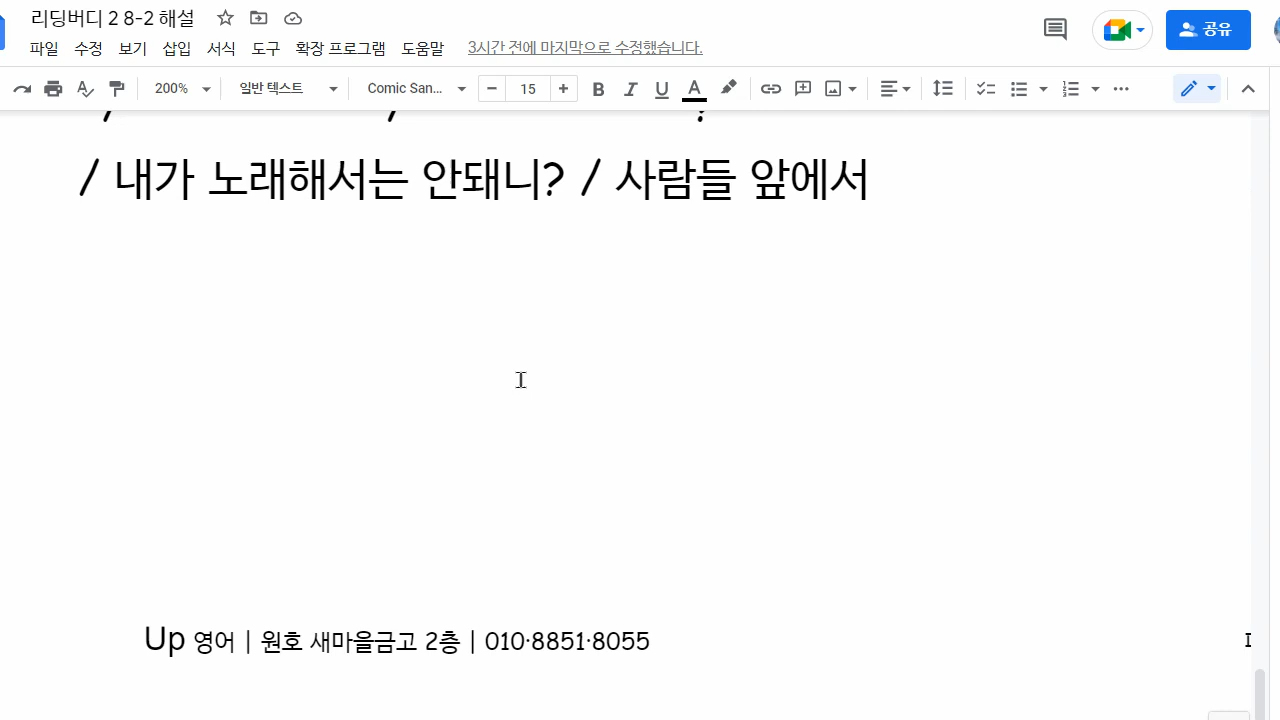 리딩버디 2 8-2 해설
파일 수정 보기 삽입 서식 도구 확장 프로그램 도움말 3시간 전에 마지막으로 수정했습니다.
공유
200% 일반 텍스트 Comic San... 15
/ 내가 노래해서는 안돼니? / 사람들 앞에서
Up 영어 | 원호 새마을금고 2층 | 010·8851·8055